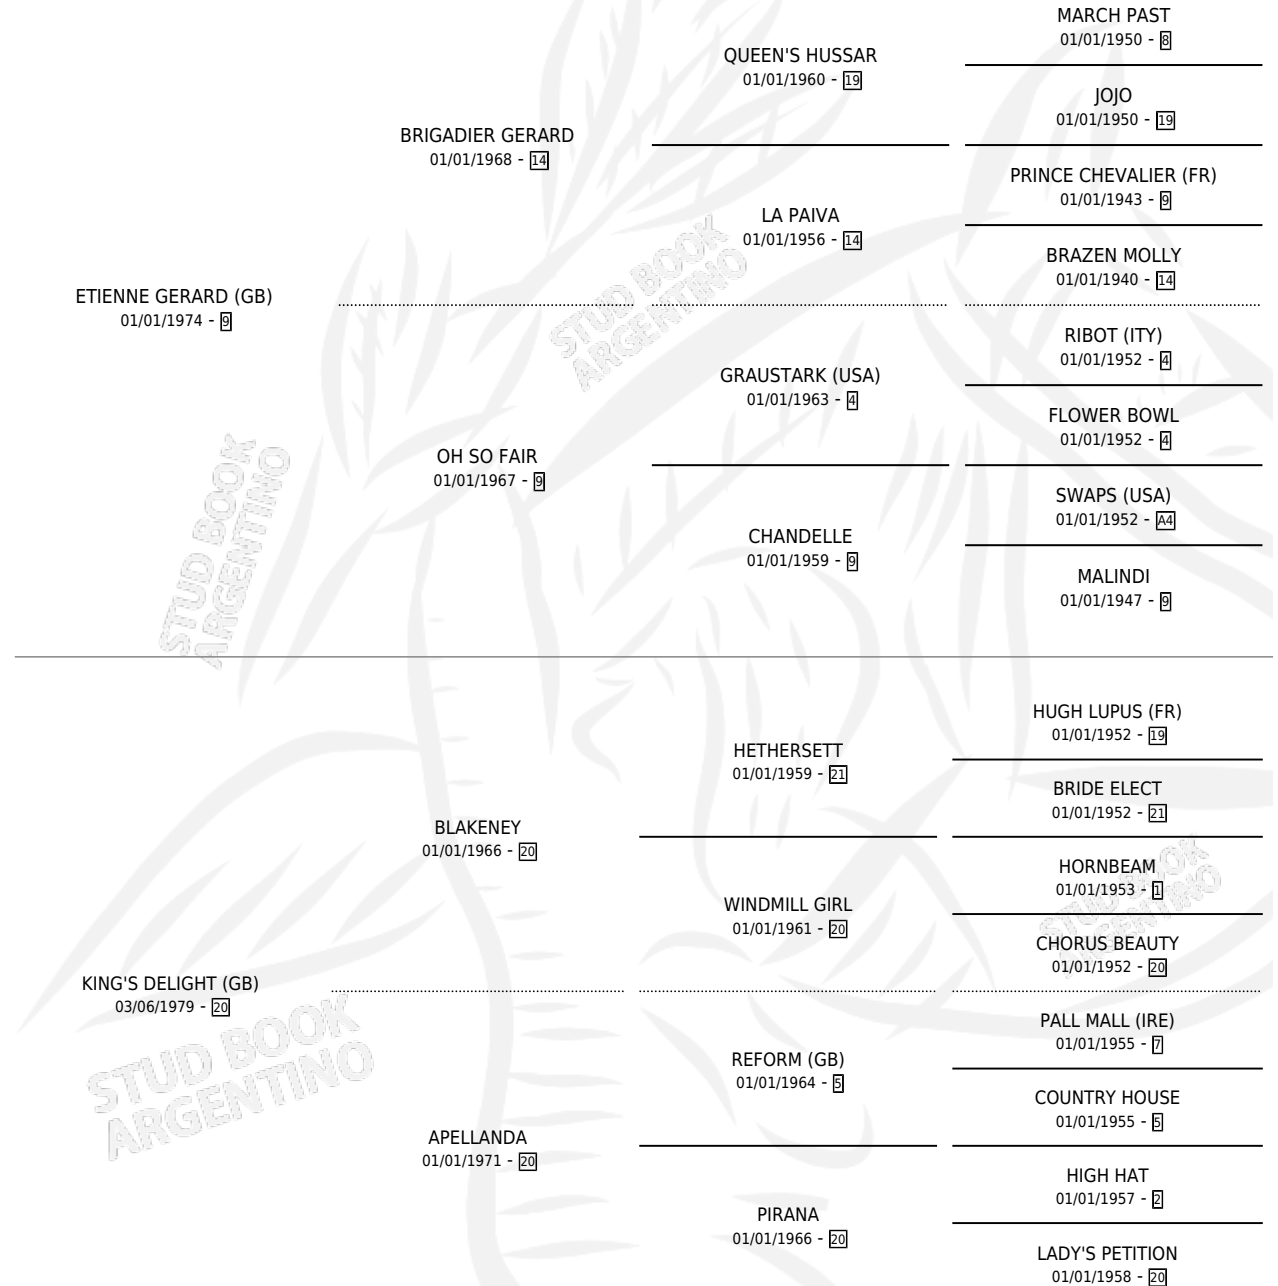 MARCH PAST
01/01/1950 - 8
QUEEN'S HUSSAR
01/01/1960 - 19
JOJO
01/01/1950 - 19
BRIGADIER GERARD
01/01/1968 - 14
PRINCE CHEVALIER (FR)
01/01/1943 - 9
LA PAIVA
01/01/1956 - 14
BRAZEN MOLLY
01/01/1940 - 14
ETIENNE GERARD (GB)
01/01/1974 - 9
STUD BOOK
ARGENTINO
RIBOT (ITY)
01/01/1952 - 4
GRAUSTARK (USA)
01/01/1963 - 4
FLOWER BOWL
01/01/1952 - 4
OH SO FAIR
01/01/1967 - 9
SWAPS (USA)
01/01/1952 - A4
CHANDELLE
01/01/1959 - 9
MALINDI
01/01/1947 - 9
STUD BOOK
ARGENTINO
HUGH LUPUS (FR)
01/01/1952 - 19
HETHERSETT
01/01/1959 - 21
BRIDE ELECT
01/01/1952 - 21
BLAKENEY
01/01/1966 - 20
HORNBEAM
01/01/1953 - 1
WINDMILL GIRL
01/01/1961 - 20
STUD BOOK
ARGENTINO
CHORUS BEAUTY
01/01/1952 - 20
KING'S DELIGHT (GB)
03/06/1979 - 20
PALL MALL (IRE)
01/01/1955 - 7
REFORM (GB)
01/01/1964 - 5
STUD BOOK
ARGENTINO
COUNTRY HOUSE
01/01/1955 - 5
APELLANDA
01/01/1971 - 20
HIGH HAT
01/01/1957 - 2
PIRANA
01/01/1966 - 20
LADY'S PETITION
01/01/1958 - 20